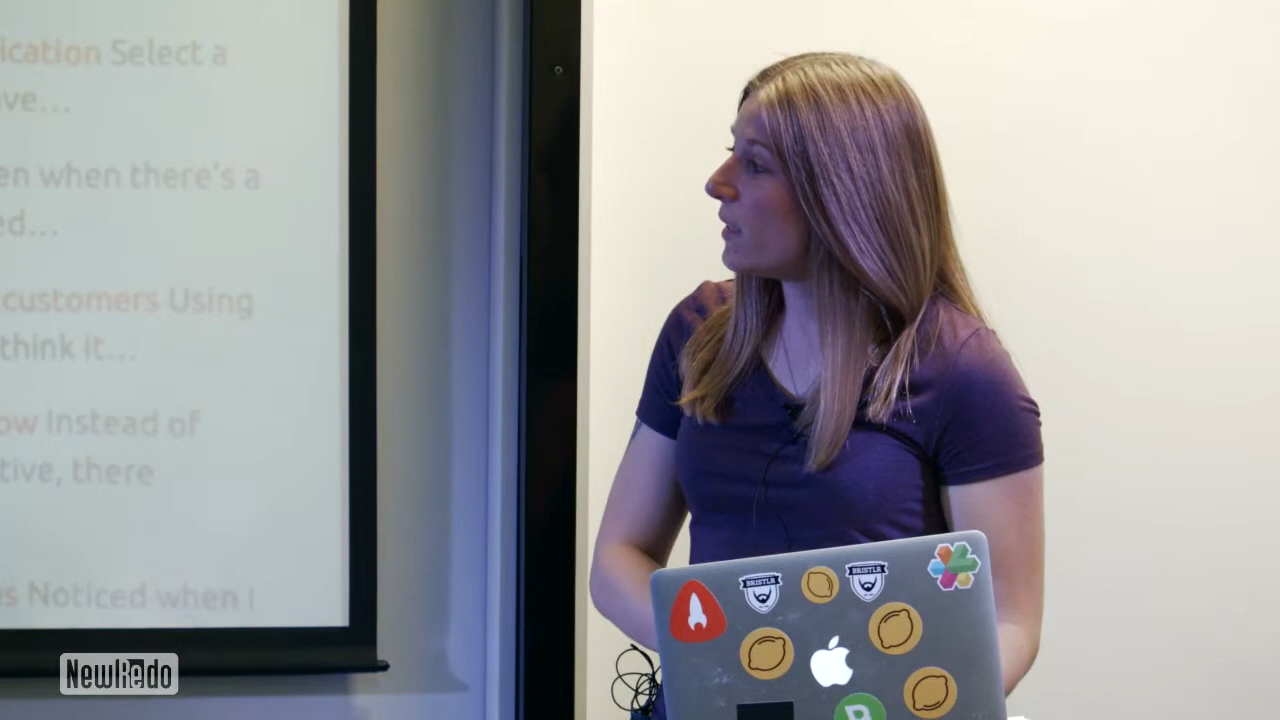 ication Select a
ve...
en when there's a
ed...
customers Using
think it...
ow Instead of
tive, there
es Noticed when I
BRISTLR
BRISTLR
B
NewRedo